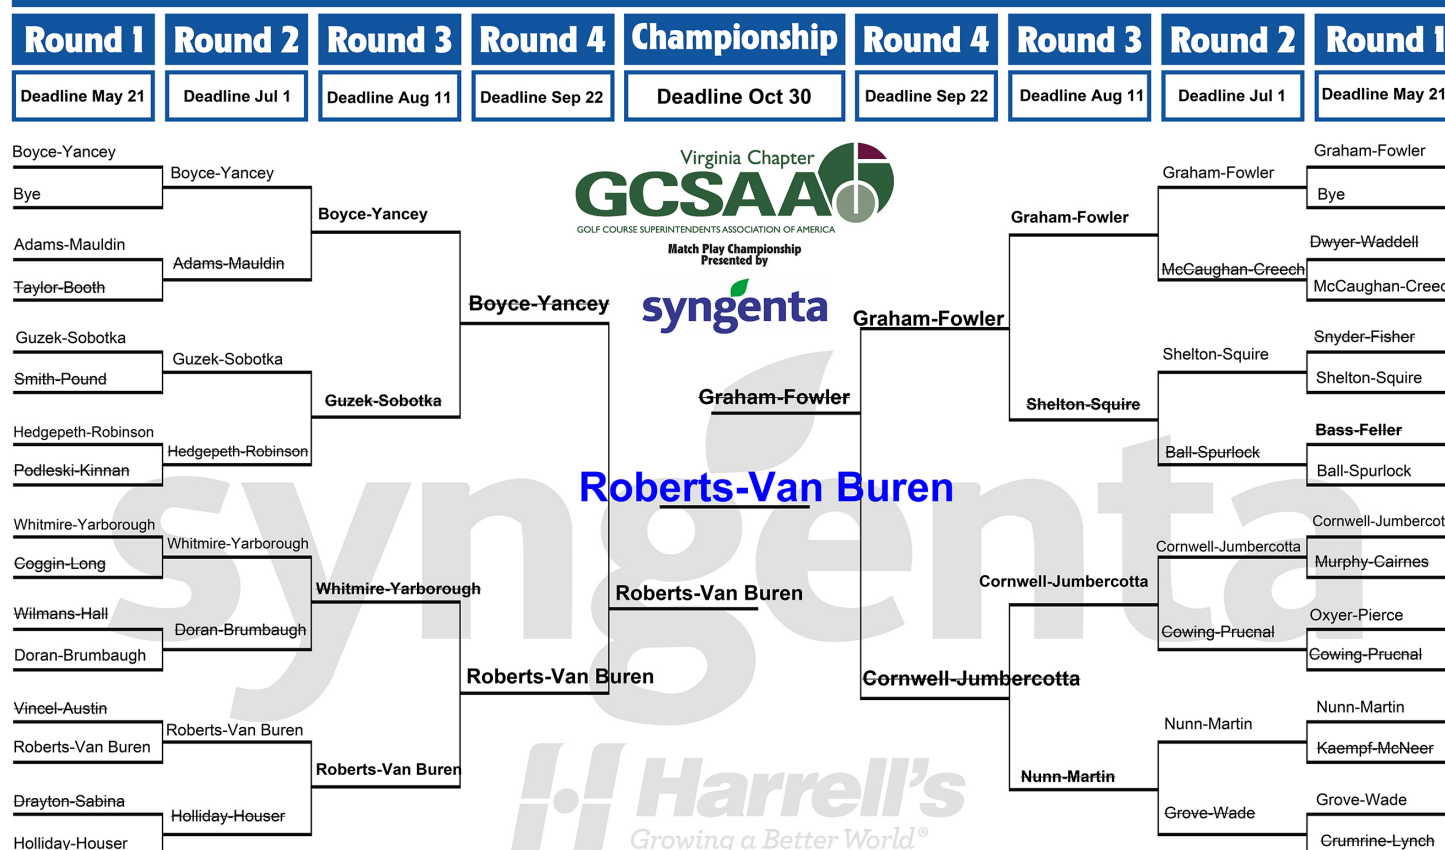 Round 1
Round 2
Round 3
Round 4
Championship
Round 4
Round 3
Round 2
Round 1
Deadline May 21
Deadline Jul 1
Deadline Aug 11
Deadline Sep 22
Deadline Oct 30
Deadline Sep 22
Deadline Aug 11
Deadline Jul 1
Deadline May 21
Boyce-Yancey
Bye
Adams-Mauldin
Taylor-Booth
Guzek-Sobotka
Smith-Pound
Hedgepeth-Robinson
Podleski-Kinnan
Whitmire-Yarborough
Coggin-Long
Wilmans-Hall
Doran-Brumbaugh
Vincel-Austin
Roberts-Van Buren
Drayton-Sabina
Holliday-Houser
Boyce-Yancey
Adams-Mauldin
Guzek-Sobotka
Hedgepeth-Robinson
Whitmire-Yarborough
Doran-Brumbaugh
Roberts-Van Buren
Holliday-Houser
Boyce-Yancey
Guzek-Sobotka
Whitmire-Yarborough
Roberts-Van Buren
Boyce-Yancey
Roberts-Van Buren
Virginia Chapter
GCSAA
GOLF COURSE SUPERINTENDENTS ASSOCIATION OF AMERICA
Match Play Championship
Presented by
syngenta
Graham-Fowler
Roberts-Van Buren
Roberts-Van Buren
syngenta
Harrell's
Growing a Better World®
Graham-Fowler
Cornwell-Jumbercotta
Graham-Fowler
Shelton-Squire
Cornwell-Jumbercotta
Nunn-Martin
Graham-Fowler
McCaughan-Creech
Shelton-Squire
Ball-Spurlock
Cornwell-Jumbercotta
Cowing-Prucnal
Nunn-Martin
Grove-Wade
Graham-Fowler
Bye
Dwyer-Waddell
McCaughan-Creec
Snyder-Fisher
Shelton-Squire
Bass-Feller
Ball-Spurlock
Cornwell-Jumbercot
Murphy-Cairnes
Oxyer-Pierce
Cowing-Prucnal
Nunn-Martin
Kaempf-McNeer
Grove-Wade
Crumrine-Lynch